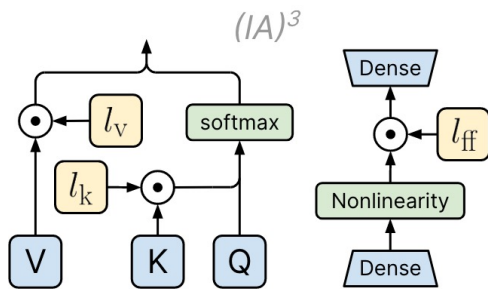 (IA)³
Dense
l_v
softmax
l_ff
l_k
Nonlinearity
V
K
Q
Dense